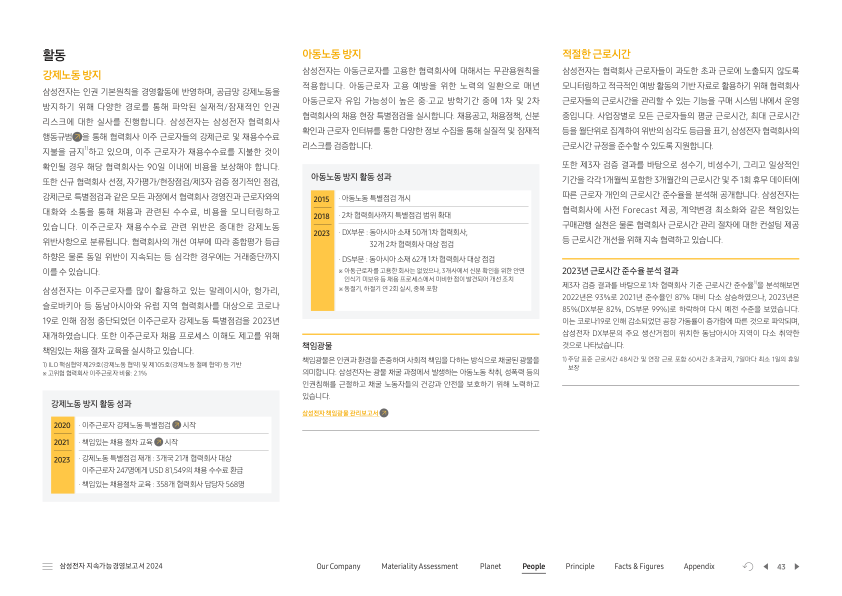 활동
강제노동 방지
삼성전자는 인권 기본원칙을 경영활동에 반영하며, 공급망 강제노동을
방지하기 위해 다양한 경로를 통해 파악된 실재적/잠재적인 인권
리스크에 대한 실사를 진행합니다. 삼성전자는 삼성전자 협력회사
행동규범을 통해 협력회사 이주 근로자들의 강제근로 및 채용수수료
지불을 금지1)하고 있으며, 이주 근로자가 채용수수료를 지불한 것이
확인될 경우 해당 협력회사는 90일 이내에 비용을 보상해야 합니다.
또한 신규 협력회사 선정, 자가평가/현장점검/제3자 검증 정기적인 점검,
강제근로 특별점검과 같은 모든 과정에서 협력회사 경영진과 근로자와의
대화와 소통을 통해 채용과 관련된 수수료, 비용을 모니터링하고
있습니다. 이주근로자 채용수수료 관련 위반은 중대한 강제노동
위반사항으로 분류됩니다. 협력회사의 개선 여부에 따라 종합평가 등급
하향은 물론 동일 위반이 지속되는 등 심각한 경우에는 거래중단까지
이를 수 있습니다.
삼성전자는 이주근로자를 많이 활용하고 있는 말레이시아, 헝가리,
슬로바키아 등 동남아시아와 유럽 지역 협력회사를 대상으로 코로나
19로 인해 잠정 중단되었던 이주근로자 강제노동 특별점검을 2023년
재개하였습니다. 또한 이주근로자 채용 프로세스 이해도 제고를 위해
책임있는 채용 절차 교육을 실시하고 있습니다.
1) ILO 핵심협약 제29호(강제노동 협약) 및 제105호(강제노동 철폐 협약) 등 기반
※ 고위험 협력회사 이주근로자 비율: 2.1%
강제노동 방지 활동 성과
2020 · 이주근로자 강제노동 특별점검 시작
2021 · 책임있는 채용 절차 교육 시작
2023 · 강제노동 특별점검 재개 : 3개국 21개 협력회사 대상
이주근로자 247명에게 USD 81,549의 채용 수수료 환급
· 책임있는 채용절차 교육 : 358개 협력회사 담당자 568명
아동노동 방지
삼성전자는 아동근로자를 고용한 협력회사에 대해서는 무관용원칙을
적용합니다. 아동근로자 고용 예방을 위한 노력의 일환으로 매년
아동근로자 유입 가능성이 높은 중 고교 방학기간 중에 1차 및 2차
협력회사의 채용 현장 특별점검을 실시합니다. 채용공고, 채용정책, 신분
확인과 근로자 인터뷰를 통한 다양한 정보 수집을 통해 실질적 및 잠재적
리스크를 검증합니다.
아동노동 방지 활동 성과
2015 · 아동노동 특별점검 개시
2018 · 2차 협력회사까지 특별점검 범위 확대
2023 · DX부문 : 동아시아 소재 50개 1차 협력회사,
32개 2차 협력회사 대상 점검
· DS부문 : 동아시아 소재 62개 1차 협력회사 대상 점검
※ 아동근로자를 고용한 회사는 없었으나, 3개사에서 신분 확인을 위한 안면
인식기 미보유 등 채용 프로세스에서 미비한 점이 발견되어 개선 조치
※ 동절기, 하절기 연 2회 실시, 중복 포함
책임광물
책임광물은 인권과 환경을 존중하며 사회적 책임을 다하는 방식으로 채굴된 광물을
의미합니다. 삼성전자는 광물 채굴 과정에서 발생하는 아동노동 착취, 성폭력 등의
인권침해를 근절하고 채굴 노동자들의 건강과 안전을 보호하기 위해 노력하고
있습니다.
삼성전자 책임광물 관리보고서
적절한 근로시간
삼성전자는 협력회사 근로자들이 과도한 초과 근로에 노출되지 않도록
모니터링하고 적극적인 예방 활동의 기반 자료로 활용하기 위해 협력회사
근로자들의 근로시간을 관리할 수 있는 기능을 구매 시스템 내에서 운영
중입니다. 사업장별로 모든 근로자들의 평균 근로시간, 최대 근로시간
등을 월단위로 집계하여 위반의 심각도 등급을 표기, 삼성전자 협력회사의
근로시간 규정을 준수할 수 있도록 지원합니다.
또한 제3자 검증 결과를 바탕으로 성수기, 비성수기, 그리고 일상적인
기간을 각각 1개월씩 포함한 3개월간의 근로시간 및 주 1회 휴무 데이터에
따른 근로자 개인의 근로시간 준수율을 분석해 공개합니다. 삼성전자는
협력회사에 사전 Forecast 제공, 계약변경 최소화와 같은 책임있는
구매관행 실천은 물론 협력회사 근로시간 관리 절차에 대한 컨설팅 제공
등 근로시간 개선을 위해 지속 협력하고 있습니다.
2023년 근로시간 준수율 분석 결과
제3자 검증 결과를 바탕으로 1차 협력회사 기준 근로시간 준수율1)을 분석해보면
2022년은 93%로 2021년 준수율인 87% 대비 다소 상승하였으나, 2023년은
85%(DX부문 82%, DS부문 99%)로 하락하며 다시 예전 수준을 보였습니다.
이는 코로나19로 인해 감소되었던 공장 가동률이 증가함에 따른 것으로 파악되며,
삼성전자 DX부문의 주요 생산거점이 위치한 동남아시아 지역이 다소 취약한
것으로 나타났습니다.
1) 주당 표준 근로시간 48시간 및 연장 근로 포함 60시간 초과금지, 7일마다 최소 1일의 휴일
보장
삼성전자 지속가능경영보고서 2024
Our Company Materiality Assessment Planet People Principle Facts & Figures Appendix 43